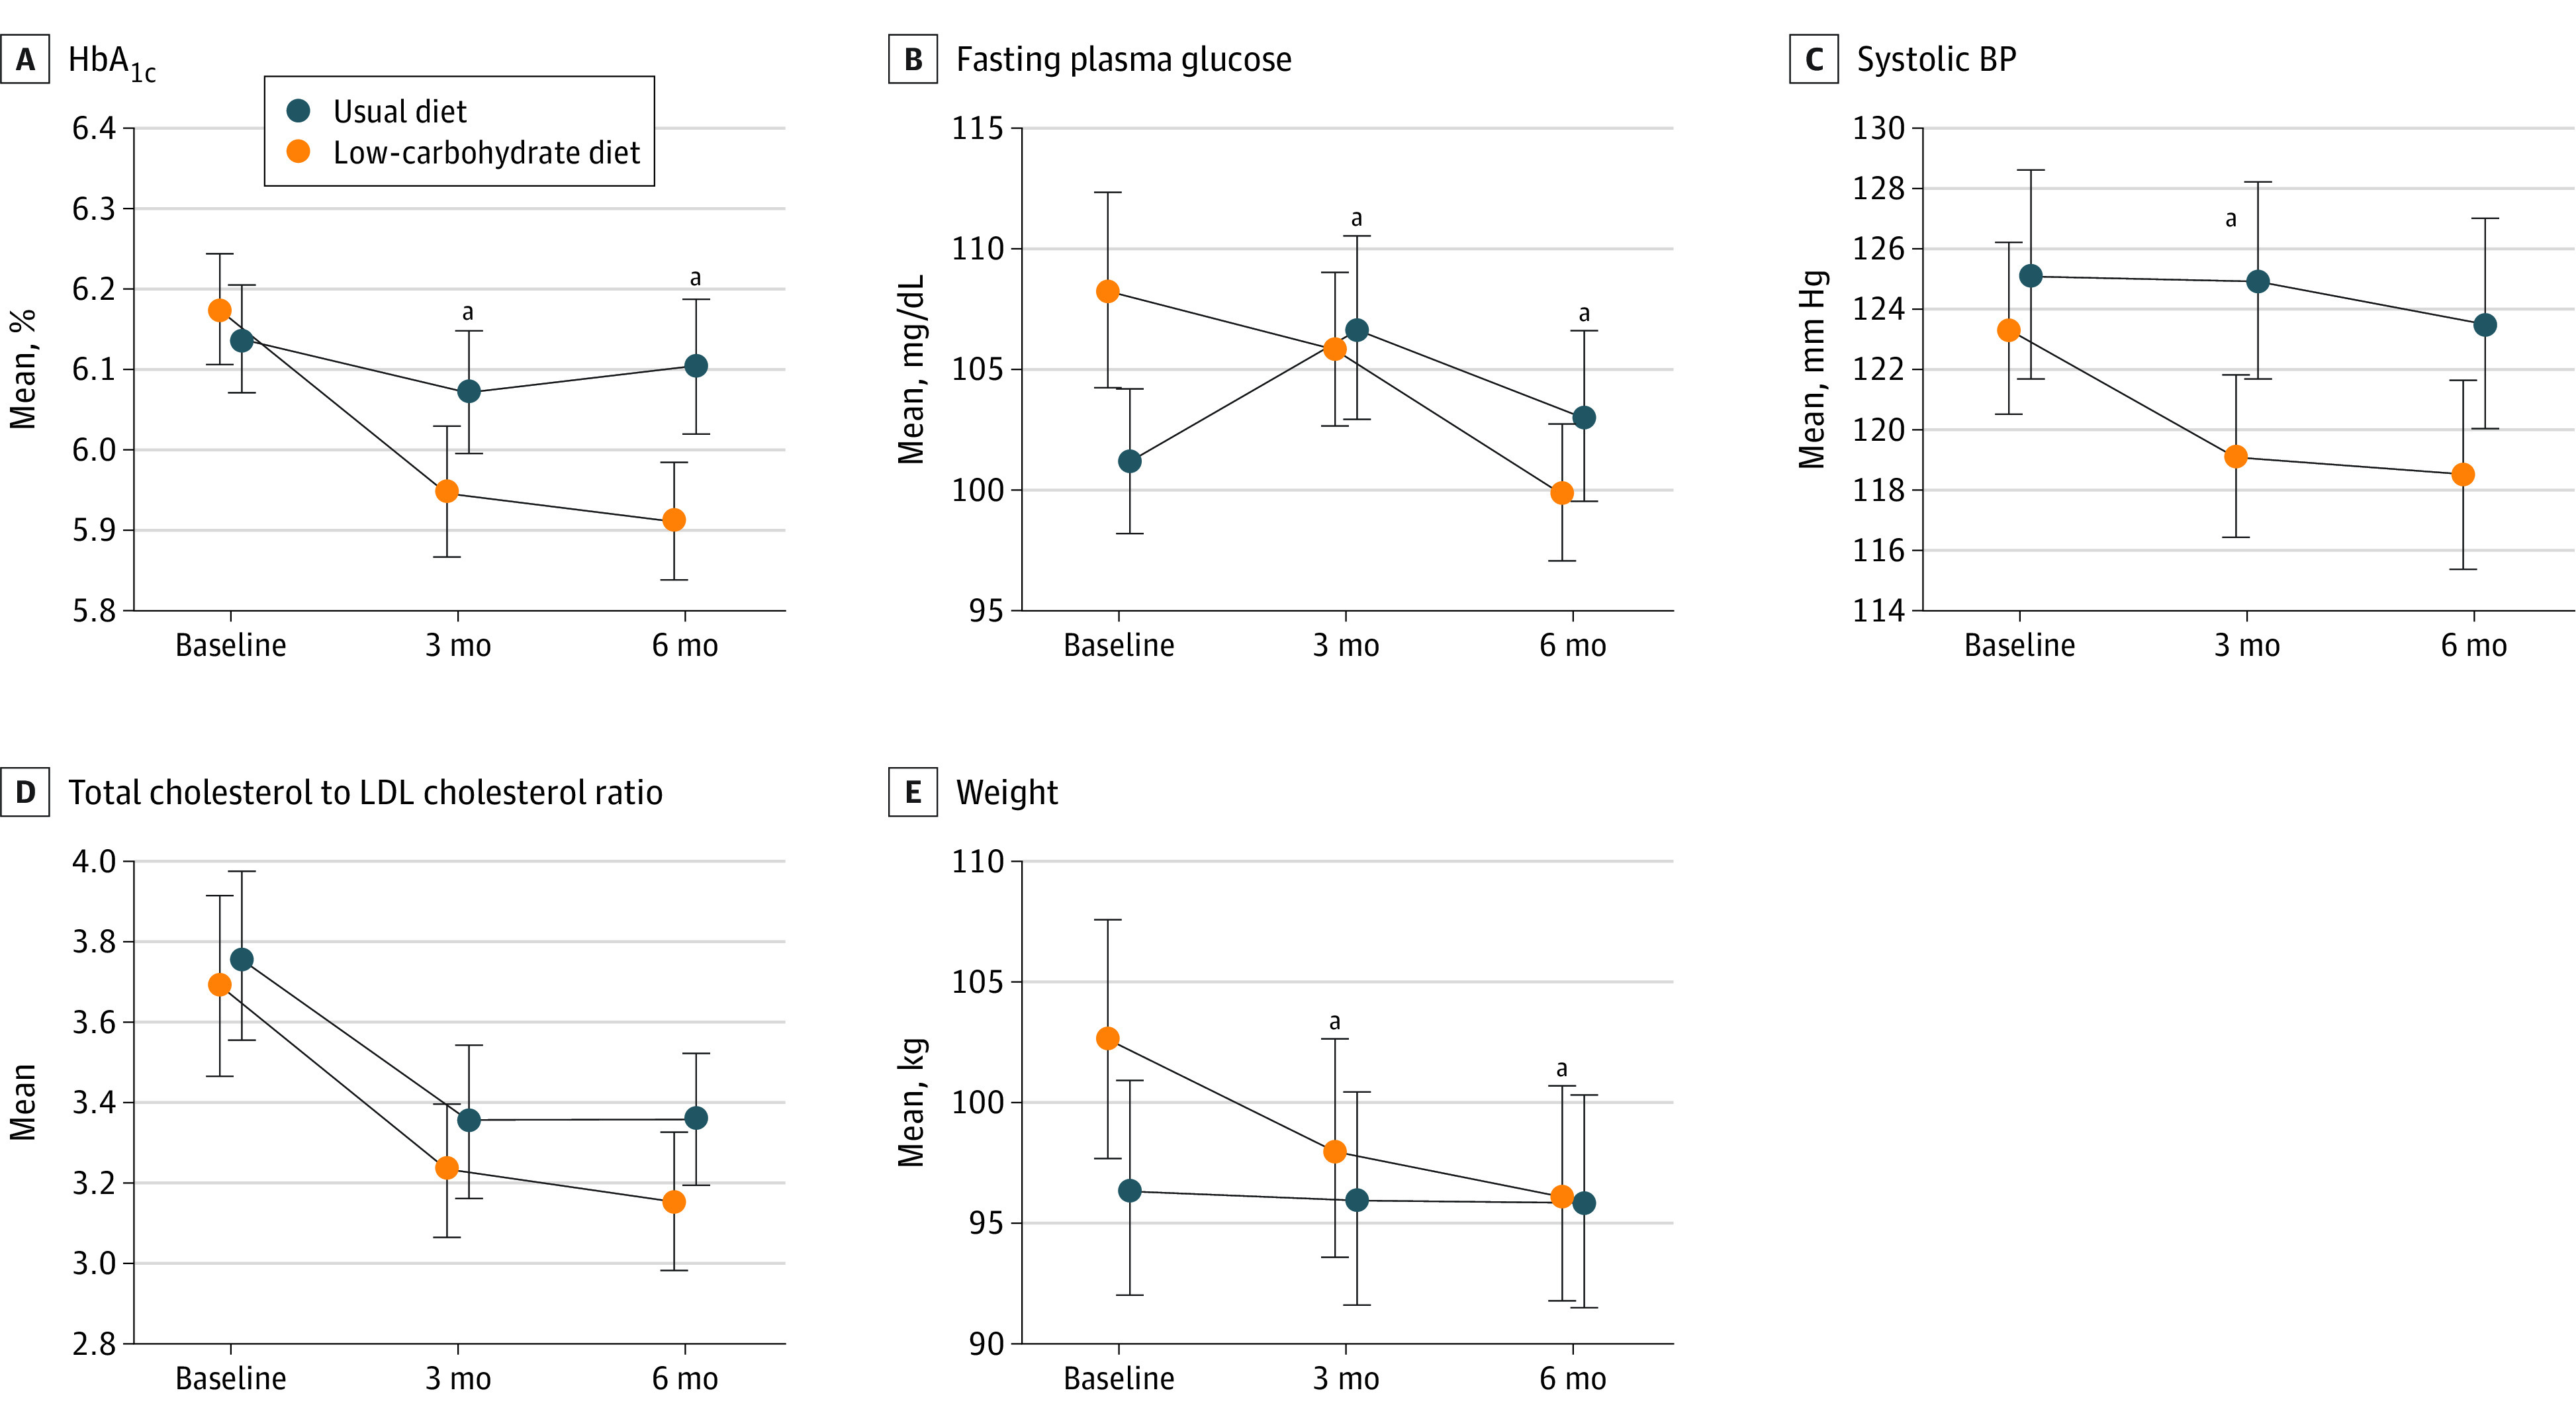 A HbA1c
Usual diet
Low-carbohydrate diet
Mean, %
6.4
6.3
6.2
6.1
6.0
5.9
5.8
a
a
Baseline 3 mo 6 mo
B Fasting plasma glucose
Mean, mg/dL
115
110
105
100
95
a
a
Baseline 3 mo 6 mo
C Systolic BP
Mean, mm Hg
130
128
126
124
122
120
118
116
114
a
Baseline 3 mo 6 mo
D Total cholesterol to LDL cholesterol ratio
Mean
4.0
3.8
3.6
3.4
3.2
3.0
2.8
Baseline 3 mo 6 mo
E Weight
Mean, kg
110
105
100
95
90
a
a
Baseline 3 mo 6 mo